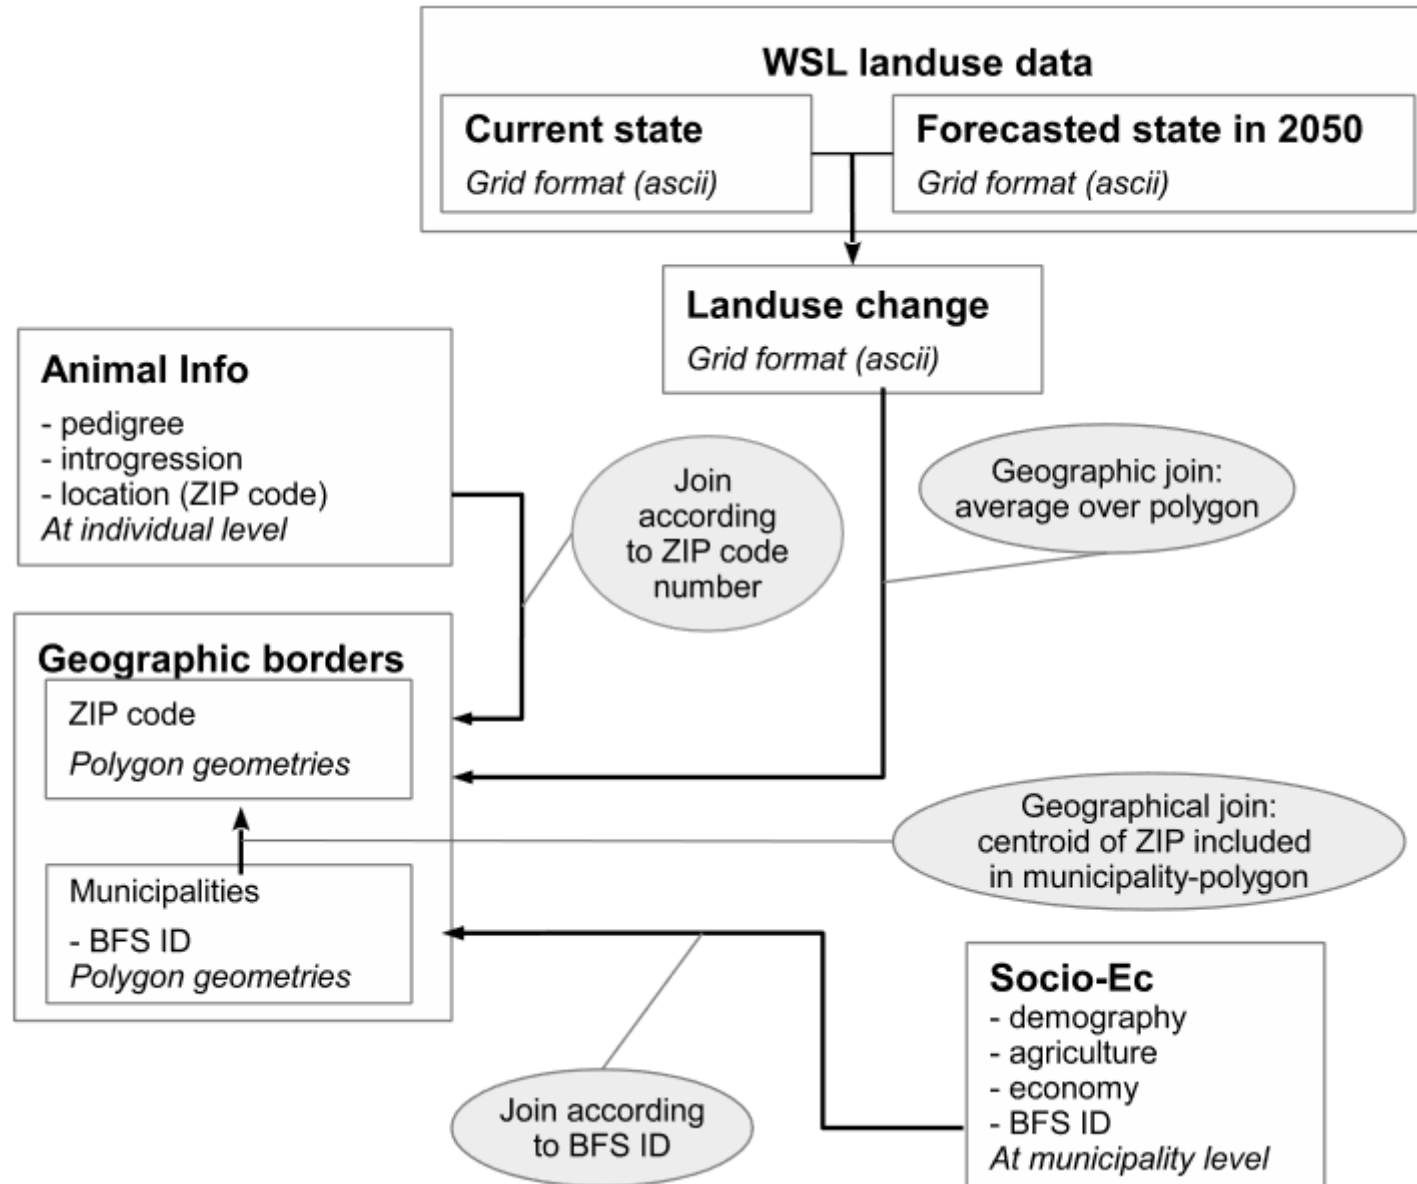 WSL landuse data
Current state
Grid format (ascii)
Forecasted state in 2050
Grid format (ascii)
Landuse change
Grid format (ascii)
Animal Info
- pedigree
- introgression
- location (ZIP code)
At individual level
Join
according
to ZIP code
number
Geographic join:
average over polygon
Geographic borders
ZIP code
Polygon geometries
Geographical join:
centroid of ZIP included
in municipality-polygon
Municipalities
- BFS ID
Polygon geometries
Socio-Ec
- demography
- agriculture
- economy
- BFS ID
At municipality level
Join according
to BFS ID